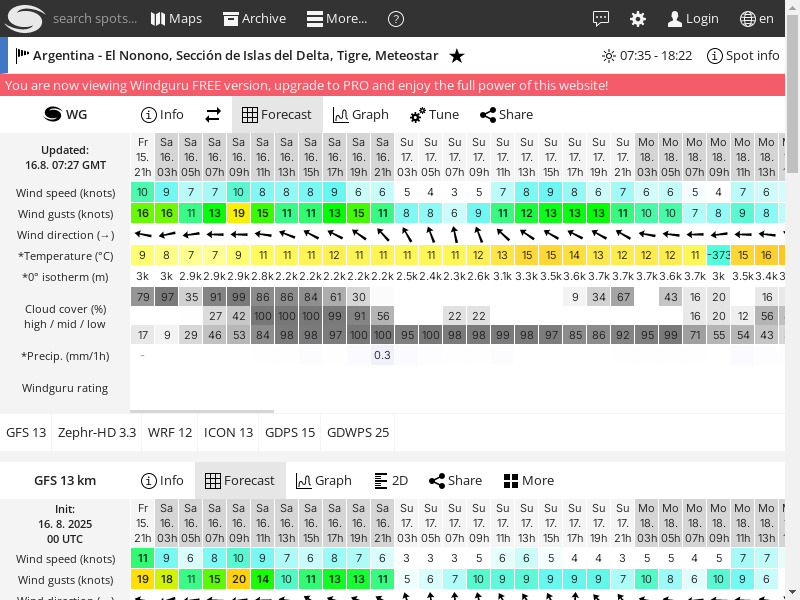 search spots...
Maps
Archive
More...
?
Login
en
Argentina - El Nonono, Sección de Islas del Delta, Tigre, Meteostar ★
07:35 - 18:22
Spot info
You are now viewing Windguru FREE version, upgrade to PRO and enjoy the full power of this website!
WG
Info
Forecast
Graph
Tune
Share
Updated:
16.8. 07:27 GMT
Fr Sa Sa Sa Sa Sa Sa Sa Sa Sa Sa Su Su Su Su Su Su Su Su Su Su Mo Mo Mo Mo Mo Mo
15. 16. 16. 16. 16. 16. 16. 16. 16. 16. 16. 17. 17. 17. 17. 17. 17. 17. 17. 17. 17. 18. 18. 18. 18. 18. 18.
21h 03h 05h 07h 09h 11h 13h 15h 17h 19h 21h 03h 05h 07h 09h 11h 13h 15h 17h 19h 21h 03h 05h 07h 09h 11h 13h
Wind speed (knots) 10 9 7 7 10 8 8 8 9 6 6 5 4 3 5 7 8 9 8 6 7 6 6 5 4 7 6
Wind gusts (knots) 16 16 11 13 19 15 11 11 13 15 11 8 8 6 9 11 12 13 13 13 11 10 10 7 8 9 8
Wind direction (→)
*Temperature (°C) 9 8 7 7 9 11 11 11 12 12 11 11 11 11 11 12 13 15 15 14 13 12 12 12 11 -373 15 16
*0° isotherm (m) 3k 3k 2.9k 2.9k 2.9k 2.8k 2.2k 2.2k 2.2k 2.2k 2.2k 2.5k 2.4k 2.3k 2.6k 3.1k 3.3k 3.5k 3.6k 3.7k 3.7k 3.7k 3.6k 3.7k 3k 3.5k 3.4k
Cloud cover (%)
high / mid / low
79 97 35 91 99 86 86 84 61 30 9 34 67 43 16 20 16
27 42 100 100 100 99 91 56 22 22 16 20 12 56
17 9 29 46 53 84 98 98 97 100 100 95 100 98 98 99 98 97 85 86 92 95 99 71 55 54 43
*Precip. (mm/1h) - 0.3
Windguru rating
GFS 13
Zephr-HD 3.3
WRF 12
ICON 13
GDPS 15
GDWPS 25
GFS 13 km
Info
Forecast
Graph
2D
Share
More
Init:
16. 8. 2025
00 UTC
Fr Sa Sa Sa Sa Sa Sa Sa Sa Sa Sa Su Su Su Su Su Su Su Su Su Su Mo Mo Mo Mo Mo Mo
15. 16. 16. 16. 16. 16. 16. 16. 16. 16. 16. 17. 17. 17. 17. 17. 17. 17. 17. 17. 17. 18. 18. 18. 18. 18. 18.
21h 03h 05h 07h 09h 11h 13h 15h 17h 19h 21h 03h 05h 07h 09h 11h 13h 15h 17h 19h 21h 03h 05h 07h 09h 11h 13h
Wind speed (knots) 11 9 6 8 10 9 7 6 8 7 6 3 3 3 5 6 6 5 4 4 3 5 5 4 5 7 7
Wind gusts (knots) 19 18 11 15 20 14 10 11 13 13 11 5 6 7 10 9 9 9 9 9 7 10 8 6 10 9 6